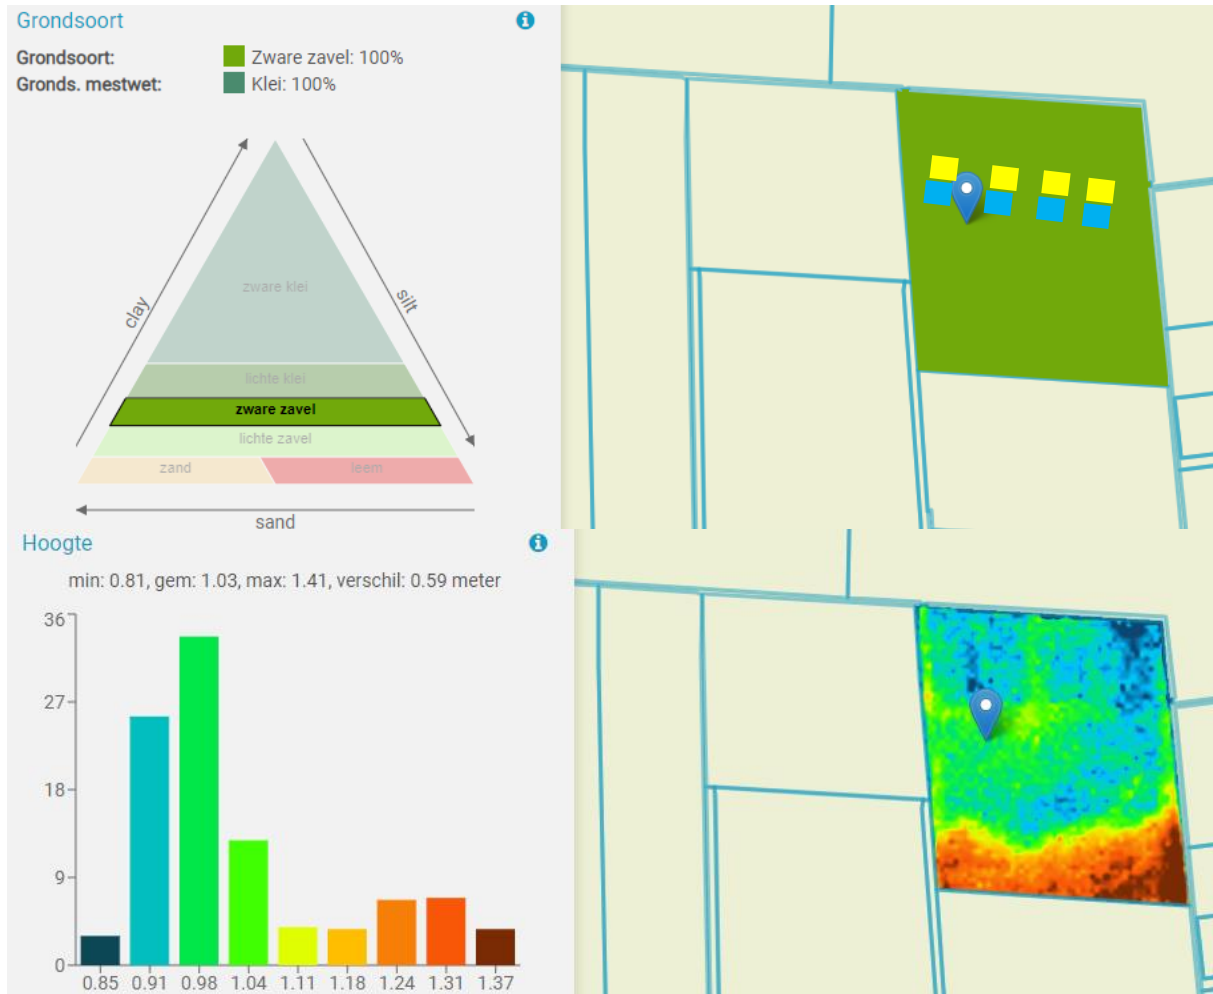 Grondsoort
Grondsoort: Zware zavel: 100%
Gronds. mestwet: Klei: 100%
clay
silt
zware klei
lichte klei
zware zavel
lichte zavel
zand leem
sand
Hoogte
min: 0.81, gem: 1.03, max: 1.41, verschil: 0.59 meter
36
27
18
9
0
0.85 0.91 0.98 1.04 1.11 1.18 1.24 1.31 1.37